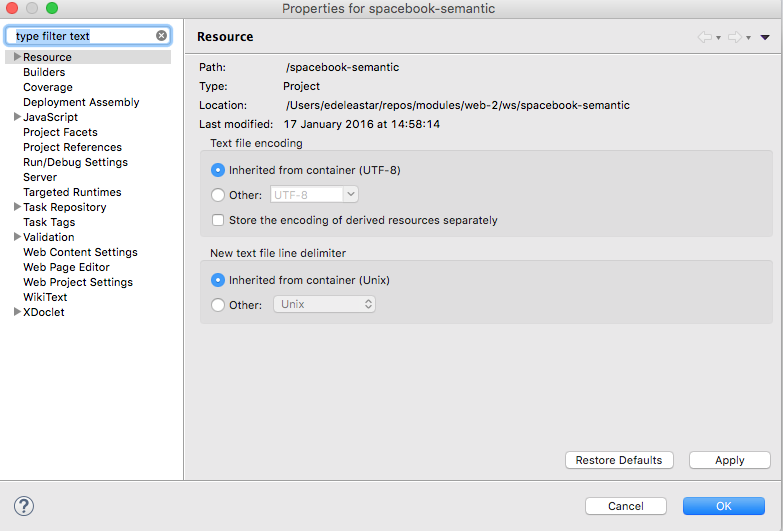 Properties for spacebook-semantic
type filter text
Resource
Builders
Coverage
Deployment Assembly
JavaScript
Project Facets
Project References
Run/Debug Settings
Server
Targeted Runtimes
Task Repository
Task Tags
Validation
Web Content Settings
Web Page Editor
Web Project Settings
WikiText
XDoclet
Resource
Path: /spacebook-semantic
Type: Project
Location: /Users/edeleastar/repos/modules/web-2/ws/spacebook-semantic
Last modified: 17 January 2016 at 14:58:14
Text file encoding
Inherited from container (UTF-8)
Other: UTF-8
Store the encoding of derived resources separately
New text file line delimiter
Inherited from container (Unix)
Other: Unix
Restore Defaults Apply
? Cancel OK